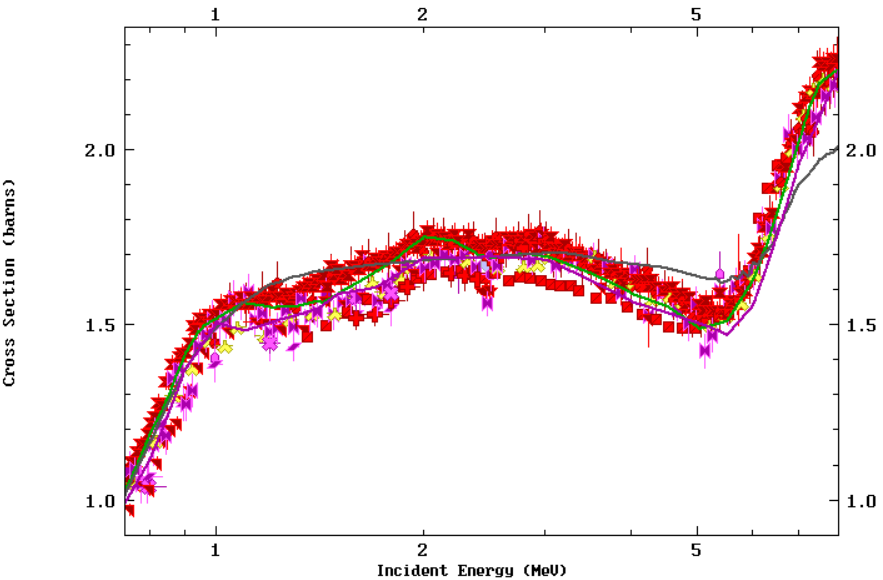 1 2 5
2.0 2.0
Cross Section (barns)
1.5 1.5
1.0 1.0
1 2 5
Incident Energy (MeV)